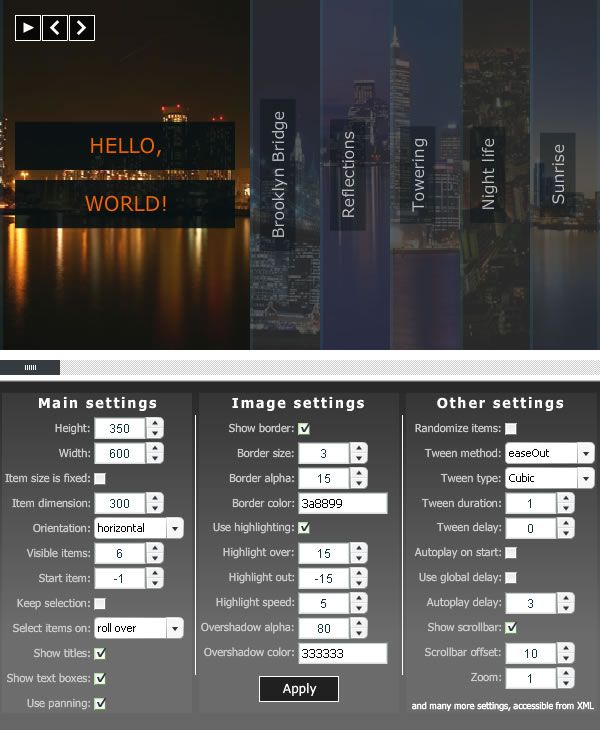 HELLO,
WORLD!
Brooklyn Bridge
Reflections
Towering
Night life
Sunrise
Main settings
Height: 350
Width: 600
Item size is fixed:
Item dimension: 300
Orientation: horizontal
Visible items: 6
Start item: -1
Keep selection:
Select items on: roll over
Show titles:
Show text boxes:
Use panning:
Image settings
Show border:
Border size: 3
Border alpha: 15
Border color: 3a8899
Use highlighting:
Highlight over: 15
Highlight out: -15
Highlight speed: 5
Overshadow alpha: 80
Overshadow color: 333333
Apply
Other settings
Randomize items:
Tween method: easeOut
Tween type: Cubic
Tween duration: 1
Tween delay: 0
Autoplay on start:
Use global delay:
Autoplay delay: 3
Show scrollbar:
Scrollbar offset: 10
Zoom: 1
and many more settings, accessible from XML